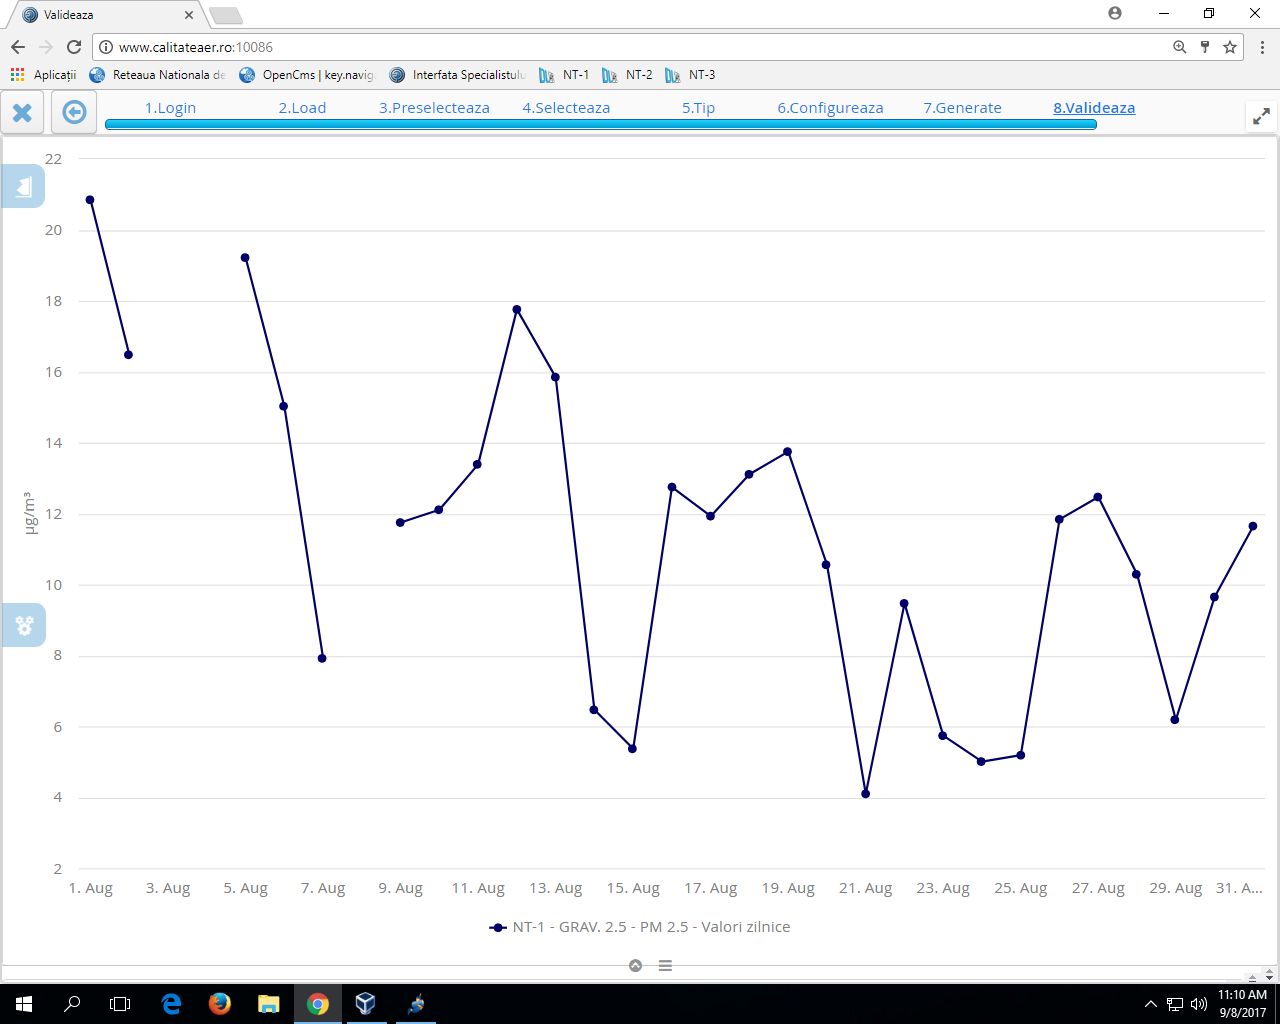 Valideaza
www.calitateaer.ro:10086
Aplicații
Reteaua Nationala de
OpenCms | key.navig
Interfata Specialistulu
NT-1
NT-2
NT-3
1.Login
2.Load
3.Preselecteaza
4.Selecteaza
5.Tip
6.Configureaza
7.Generate
8.Valideaza
22
20
18
16
14
12
10
8
6
4
2
µg/m³
1. Aug
3. Aug
5. Aug
7. Aug
9. Aug
11. Aug
13. Aug
15. Aug
17. Aug
19. Aug
21. Aug
23. Aug
25. Aug
27. Aug
29. Aug
31. A...
NT-1 - GRAV. 2.5 - PM 2.5 - Valori zilnice
11:10 AM
9/8/2017